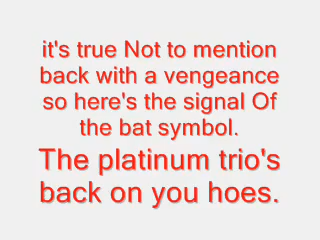 it's true Not to mention
back with a vengeance
so here's the signal Of
the bat symbol.
The platinum trio's
back on you hoes.